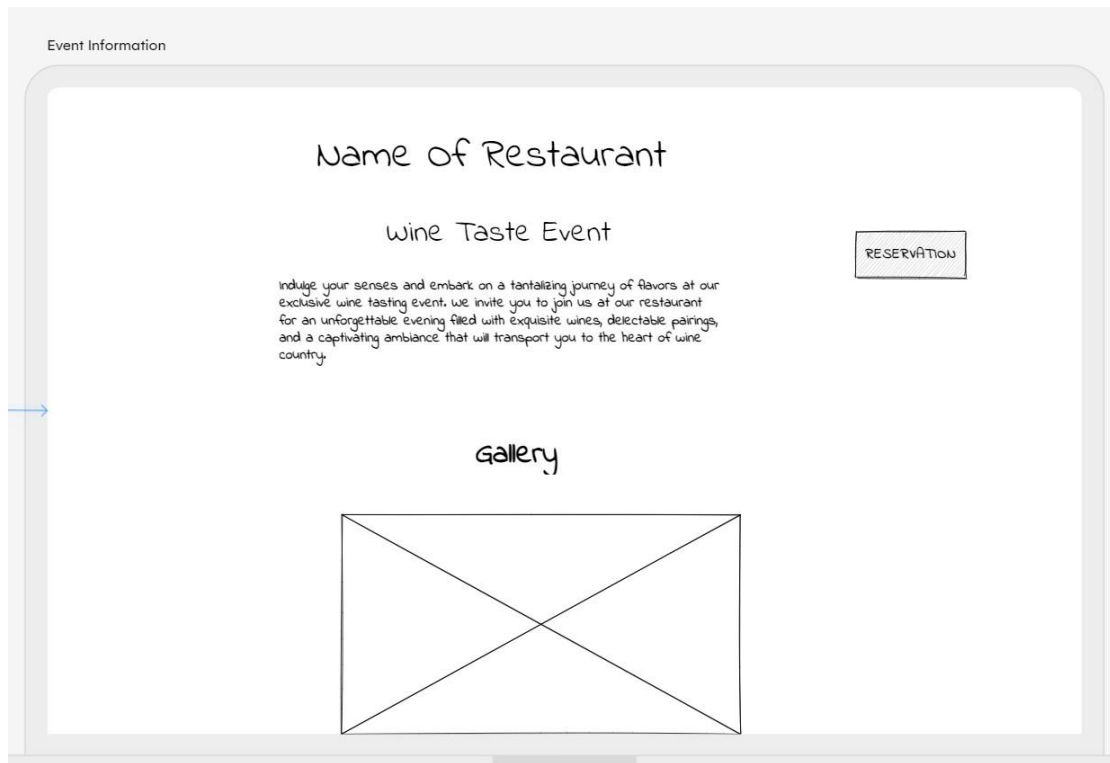 Event Information
Name of Restaurant
Wine Taste Event
RESERVATION
Indulge your senses and embark on a tantalizing journey of flavors at our
exclusive wine tasting event. We invite you to join us at our restaurant
for an unforgettable evening filled with exquisite wines, delectable pairings,
and a captivating ambiance that will transport you to the heart of wine
country.
Gallery